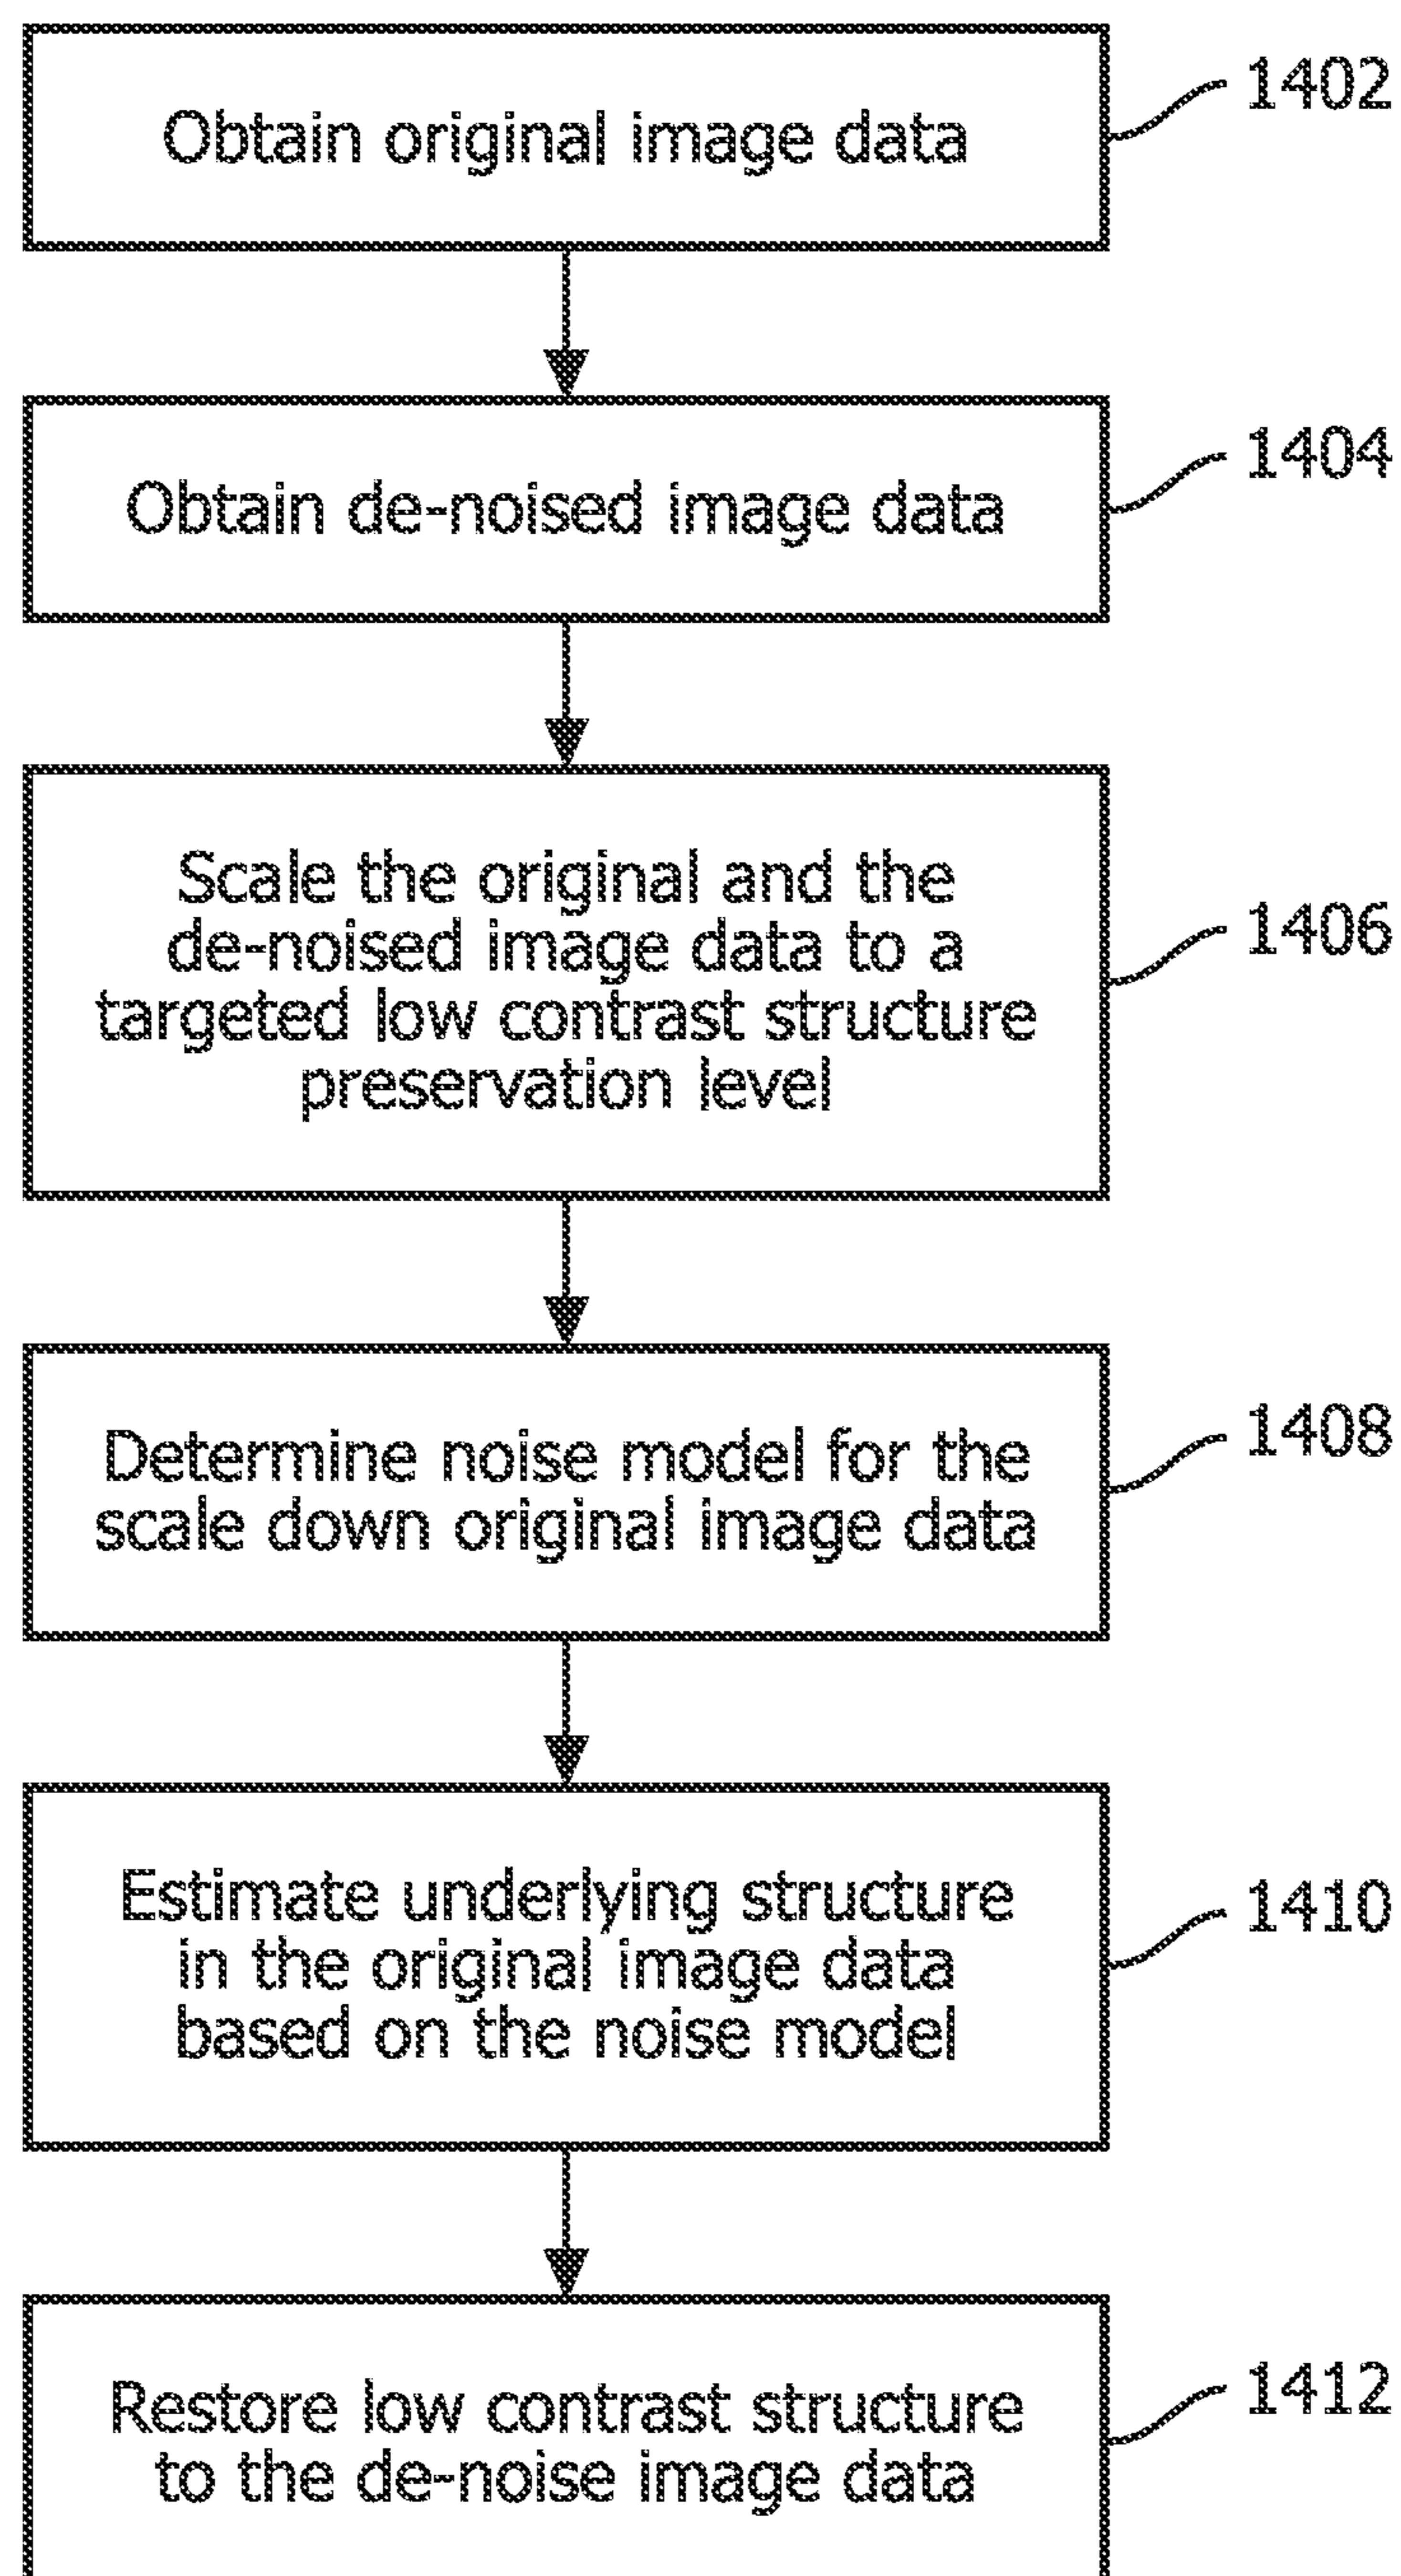 Obtain original image data
1402
Obtain de-noised image data
1404
Scale the original and the
de-noised image data to a
targeted low contrast structure
preservation level
1406
Determine noise model for the
scale down original image data
1408
Estimate underlying structure
in the original image data
based on the noise model
1410
Restore low contrast structure
to the de-noise image data
1412